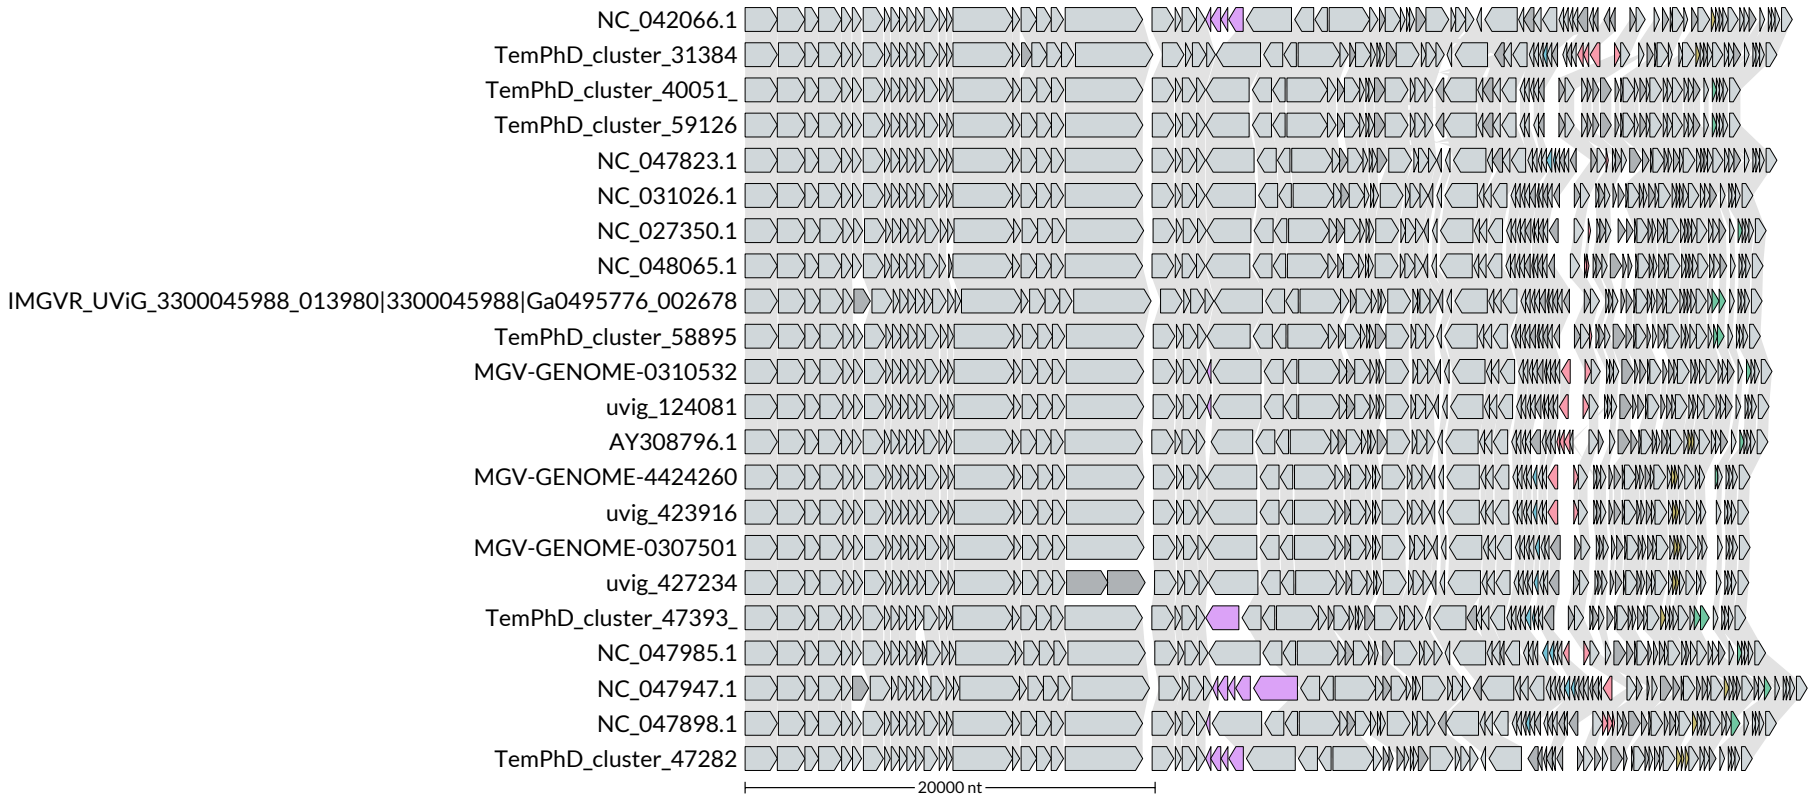 NC_042066.1
TemPhD_cluster_31384
TemPhD_cluster_40051_
TemPhD_cluster_59126
NC_047823.1
NC_031026.1
NC_027350.1
NC_048065.1
IMGVR_UViG_3300045988_013980|3300045988|Ga0495776_002678
TemPhD_cluster_58895
MGV-GENOME-0310532
uvig_124081
AY308796.1
MGV-GENOME-4424260
uvig_423916
MGV-GENOME-0307501
uvig_427234
TemPhD_cluster_47393_
NC_047985.1
NC_047947.1
NC_047898.1
TemPhD_cluster_47282
20000 nt